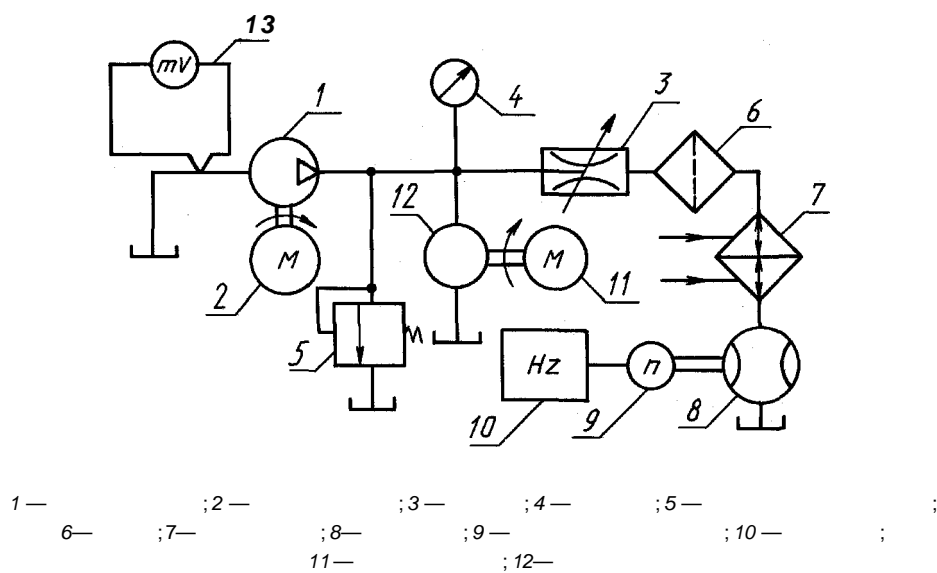 13
mV
1
4
3
6
12
7
M
M
2
11
5
Hz
п
10
9
8
1 — ; 2 — ; 3 — ; 4 — ; 5 — ;
6— ; 7— ; 8— ; 9 — ; 10 — ;
11 — ; 12—